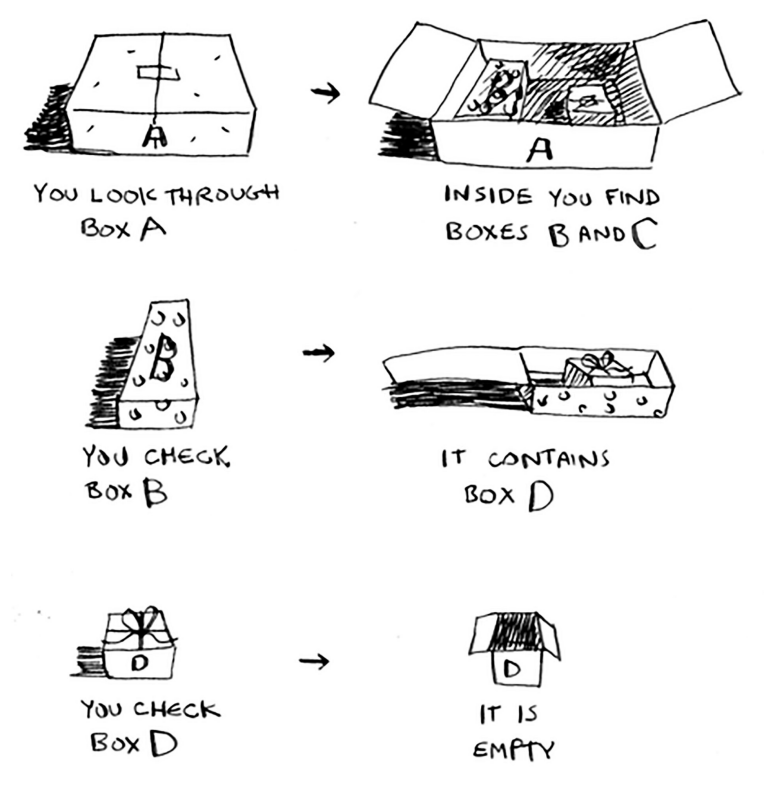 A
A
YOU LOOK THROUGH
BOX A
INSIDE YOU FIND
BOXES B AND C
B
YOU CHECK
BOX B
IT CONTAINS
BOX D
D
D
YOU CHECK
BOX D
IT IS
EMPTY